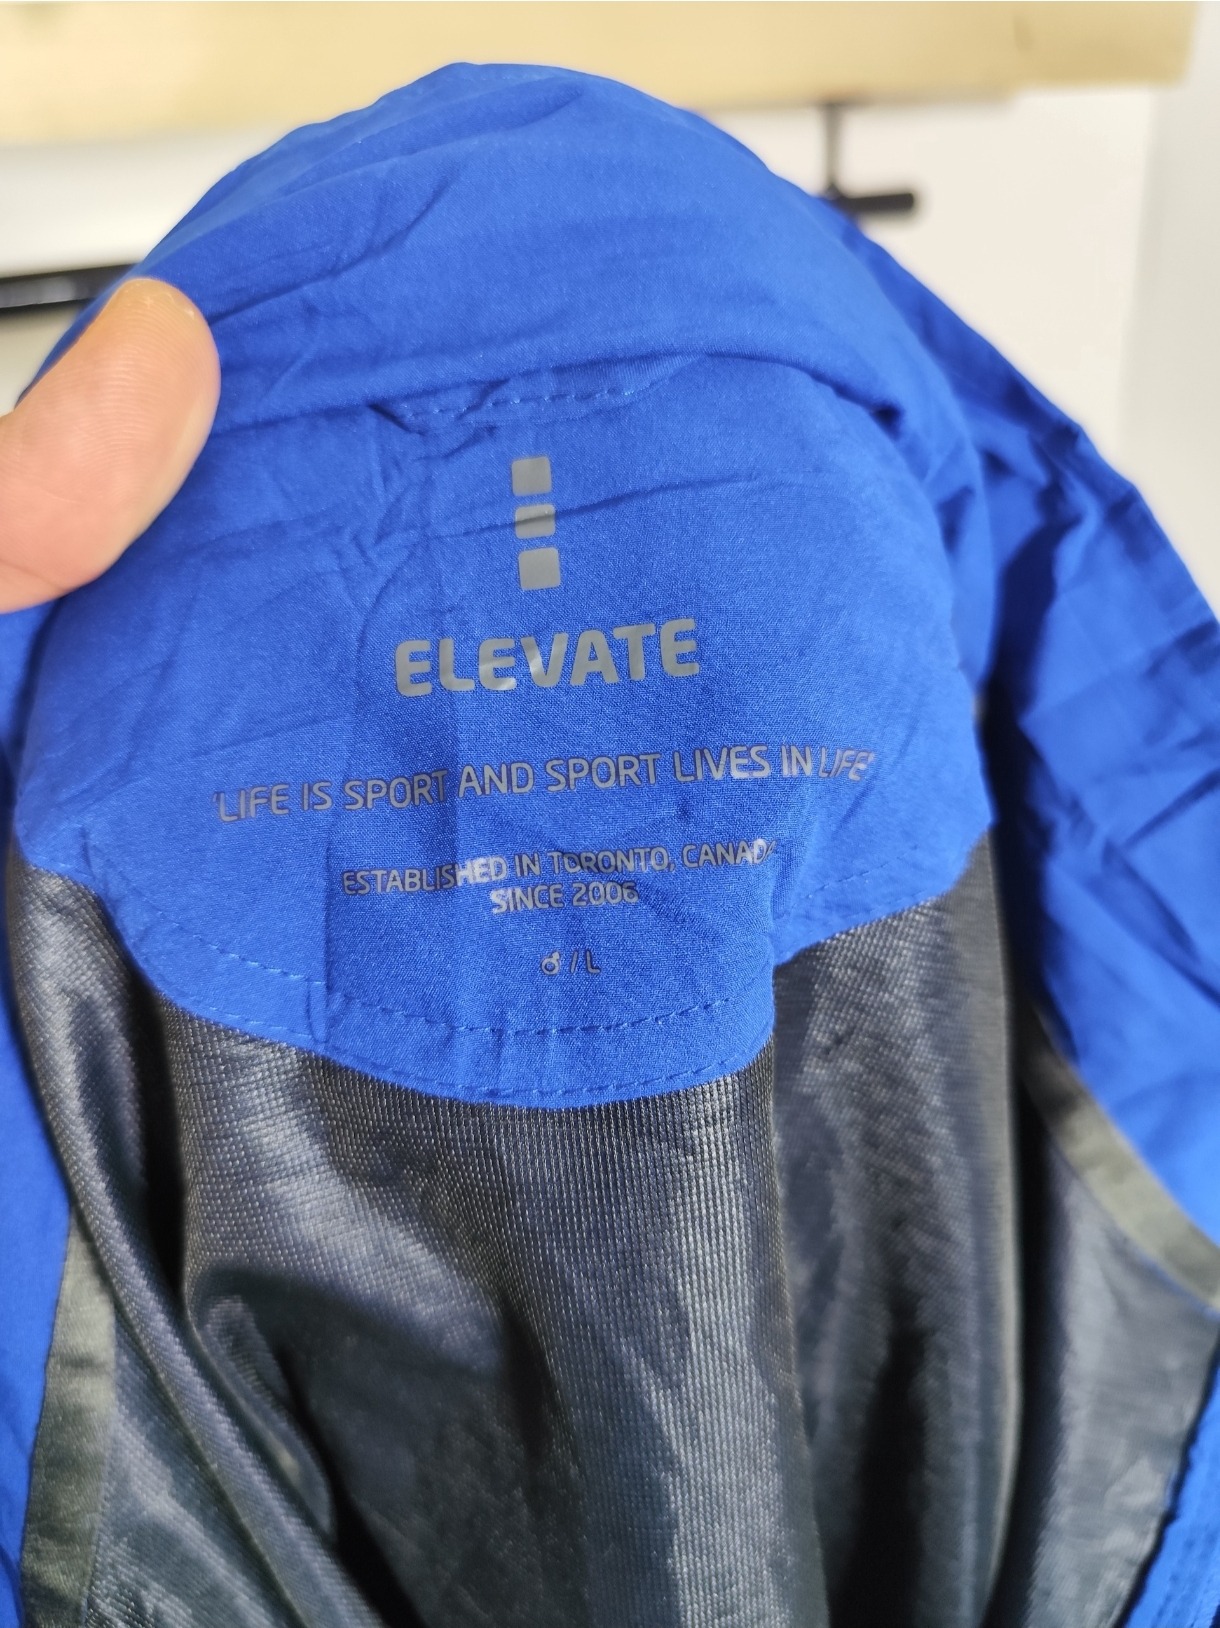 ELEVATE
'LIFE IS SPORT AND SPORT LIVES IN LIFE'
ESTABLISHED IN TORONTO, CANADA
SINCE 2006
♂ / L